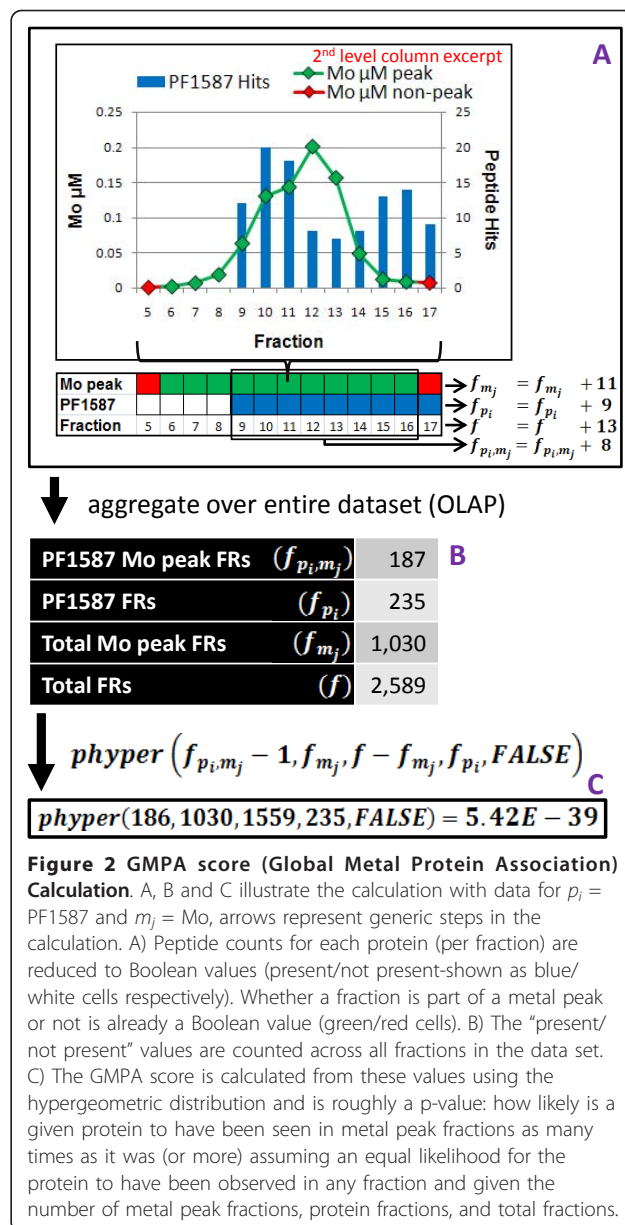 2nd level column excerpt
A
PF1587 Hits
Mo µM peak
Mo µM non-peak
0.25
0.2
0.15
0.1
0.05
0
Mo µM
25
20
15
10
5
0
Peptide Hits
5 6 7 8 9 10 11 12 13 14 15 16 17
Fraction
Mo peak
f_{m_j} = f_{m_j} + 11
PF1587
f_{p_i} = f_{p_i} + 9
Fraction 5 6 7 8 9 10 11 12 13 14 15 16 17
f = f + 13
f_{p_i,m_j} = f_{p_i,m_j} + 8
aggregate over entire dataset (OLAP)
B
PF1587 Mo peak FRs (f_{p_i,m_j}) 187
PF1587 FRs (f_{p_i}) 235
Total Mo peak FRs (f_{m_j}) 1,030
Total FRs (f) 2,589
phyper(f_{p_i,m_j} − 1, f_{m_j}, f − f_{m_j}, f_{p_i}, FALSE)
C
phyper(186, 1030, 1559, 235, FALSE) = 5.42E − 39
Figure 2 GMPA score (Global Metal Protein Association)
Calculation. A, B and C illustrate the calculation with data for p_i =
PF1587 and m_j = Mo, arrows represent generic steps in the
calculation. A) Peptide counts for each protein (per fraction) are
reduced to Boolean values (present/not present-shown as blue/
white cells respectively). Whether a fraction is part of a metal peak
or not is already a Boolean value (green/red cells). B) The “present/
not present” values are counted across all fractions in the data set.
C) The GMPA score is calculated from these values using the
hypergeometric distribution and is roughly a p-value: how likely is a
given protein to have been seen in metal peak fractions as many
times as it was (or more) assuming an equal likelihood for the
protein to have been observed in any fraction and given the
number of metal peak fractions, protein fractions, and total fractions.